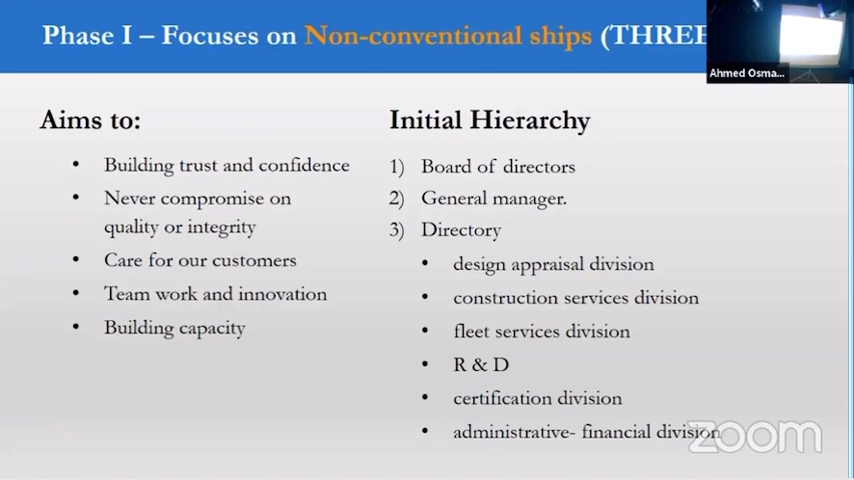 Phase I – Focuses on Non-conventional ships (THREE
Ahmed Osma...
Aims to:
• Building trust and confidence
• Never compromise on
quality or integrity
• Care for our customers
• Team work and innovation
• Building capacity
Initial Hierarchy
1) Board of directors
2) General manager.
3) Directory
• design appraisal division
• construction services division
• fleet services division
• R & D
• certification division
• administrative- financial division
zoom